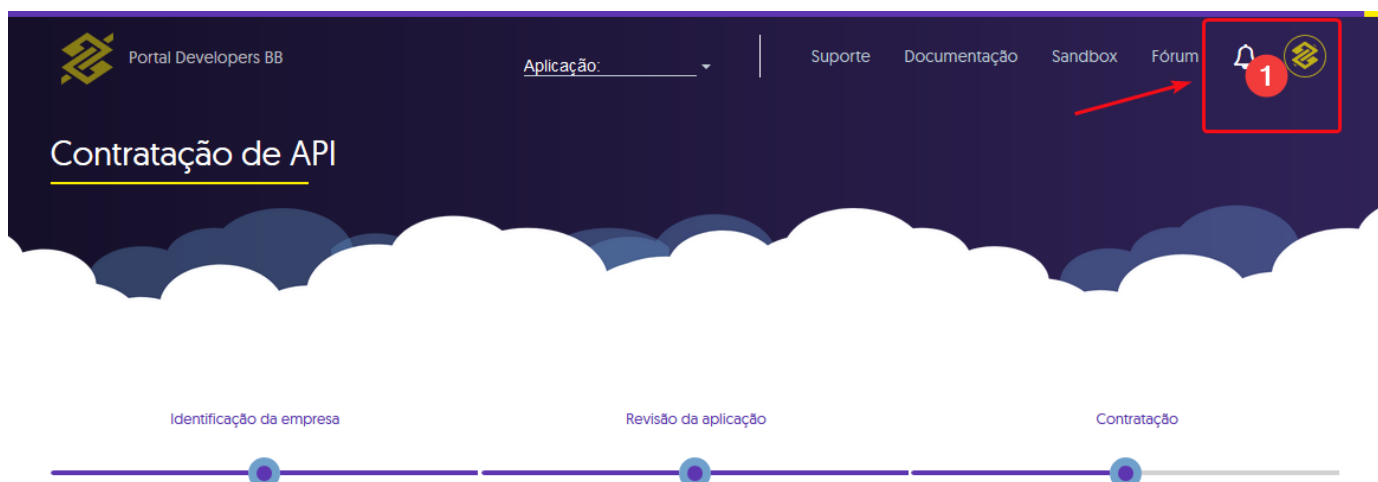 Portal Developers BB
Aplicação:
Suporte
Documentação
Sandbox
Fórum
1
Contratação de API
Identificação da empresa
Revisão da aplicação
Contratação